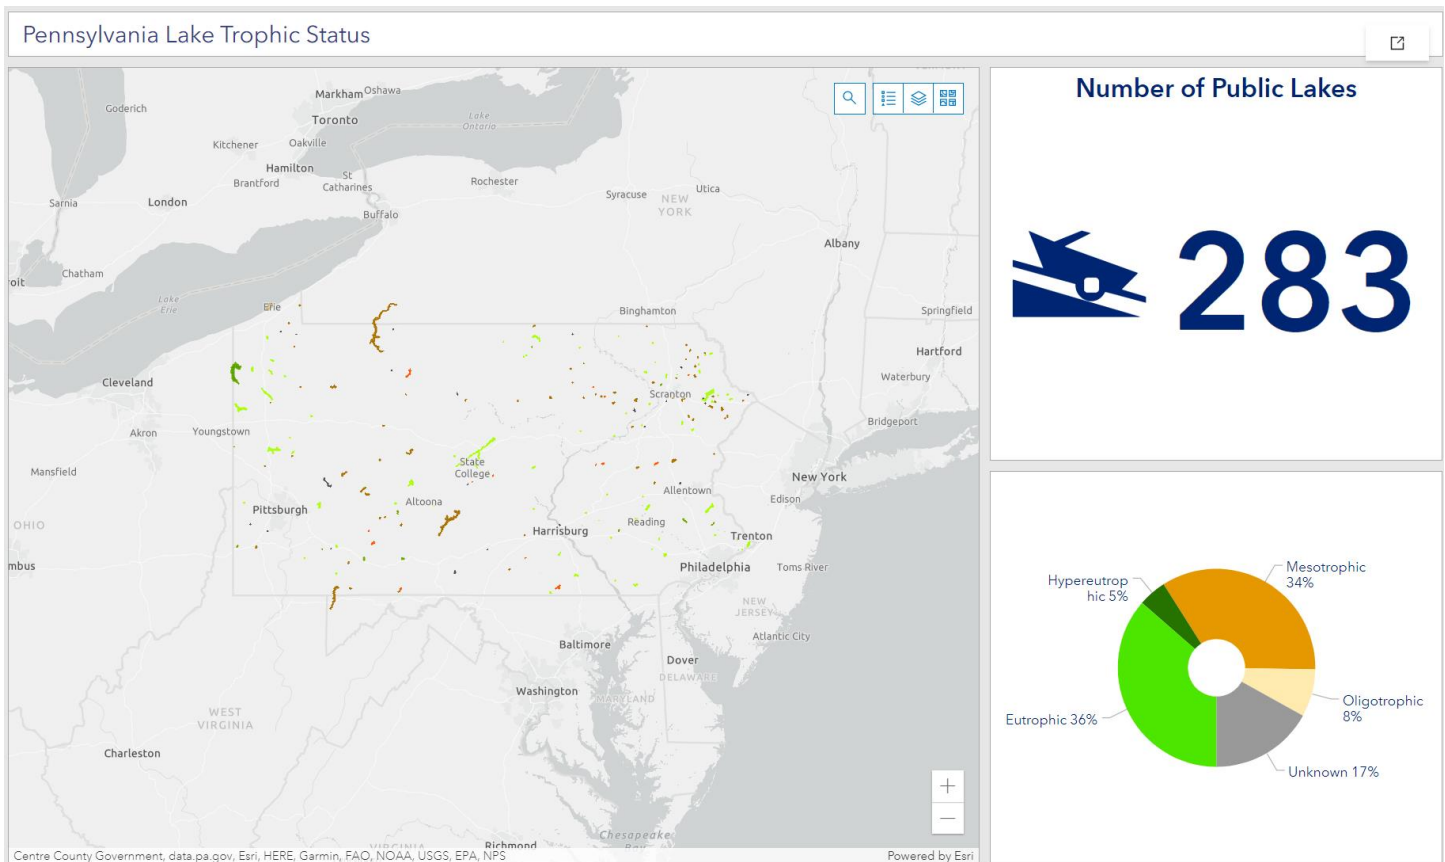 Pennsylvania Lake Trophic Status
Number of Public Lakes
283
Markham
Oshawa
Goderich
Toronto
Lake
Ontario
Kitchener
Oakville
Hamilton
Brantford
St
Catharines
Rochester
Syracuse
Utica
NEW
YORK
Sarnia
London
Buffalo
Albany
Chatham
oit
Lake
Erie
Erie
Binghamton
Springfield
Hartford
Cleveland
Waterbury
Scranton
Bridgeport
Akron
Youngstown
Mansfield
State
College
New York
Allentown
Edison
Altoona
Pittsburgh
OHIO
Reading
Harrisburg
Trenton
mbus
Philadelphia
Toms River
NEW
JERSEY
Atlantic City
Baltimore
Dover
DELAWARE
Washington
MARYLAND
WEST
VIRGINIA
Charleston
Chesapeake
Bay
VIRGINIA
Richmond
Centre County Government, data.pa.gov, Esri, HERE, Garmin, FAO, NOAA, USGS, EPA, NPS
Powered by Esri
Hypereutrop
hic 5%
Mesotrophic
34%
Oligotrophic
8%
Eutrophic 36%
Unknown 17%